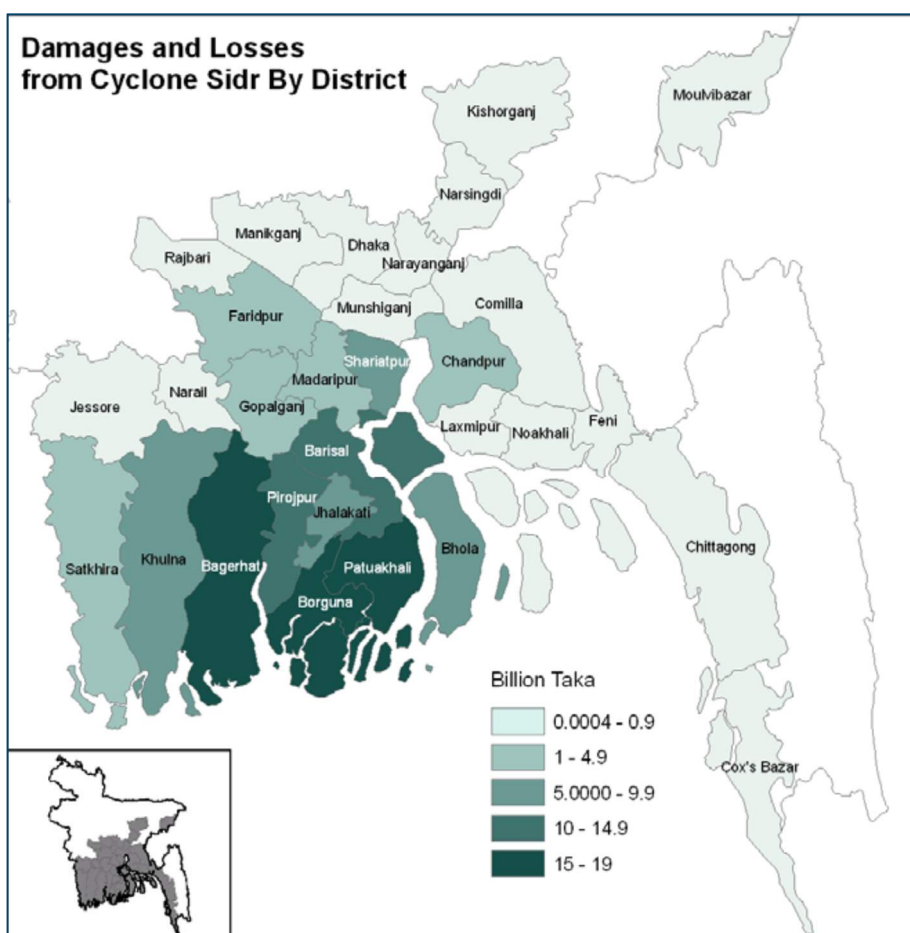 Damages and Losses
from Cyclone Sidr By District
Kishorganj
Moulvibazar
Narsingdi
Manikganj
Dhaka
Rajbari
Narayanganj
Munshiganj
Comilla
Faridpur
Shariatpur
Chandpur
Madaripur
Narail
Jessore
Gopalganj
Laxmipur
Noakhali
Feni
Barisal
Pirojpur
Jhalakati
Chittagong
Khulna
Bhola
Satkhira
Bagerhat
Patuakhali
Borguna
Cox's Bazar
Billion Taka
0.0004 - 0.9
1 - 4.9
5.0000 - 9.9
10 - 14.9
15 - 19